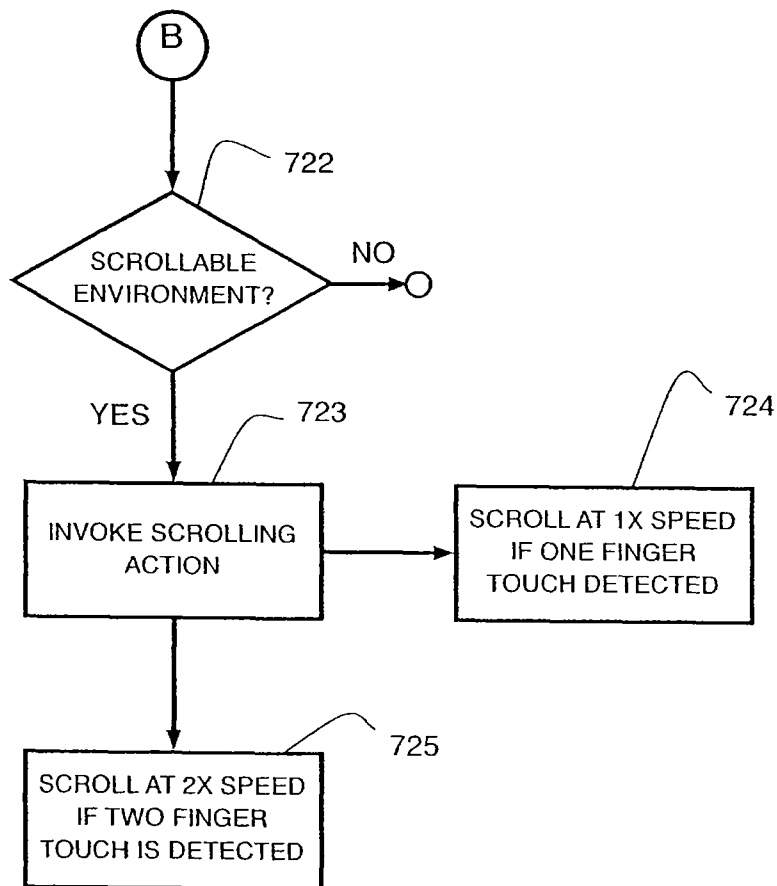 B
722
SCROLLABLE
ENVIRONMENT?
NO
YES
723
724
INVOKE SCROLLING
ACTION
SCROLL AT 1X SPEED
IF ONE FINGER
TOUCH DETECTED
725
SCROLL AT 2X SPEED
IF TWO FINGER
TOUCH IS DETECTED